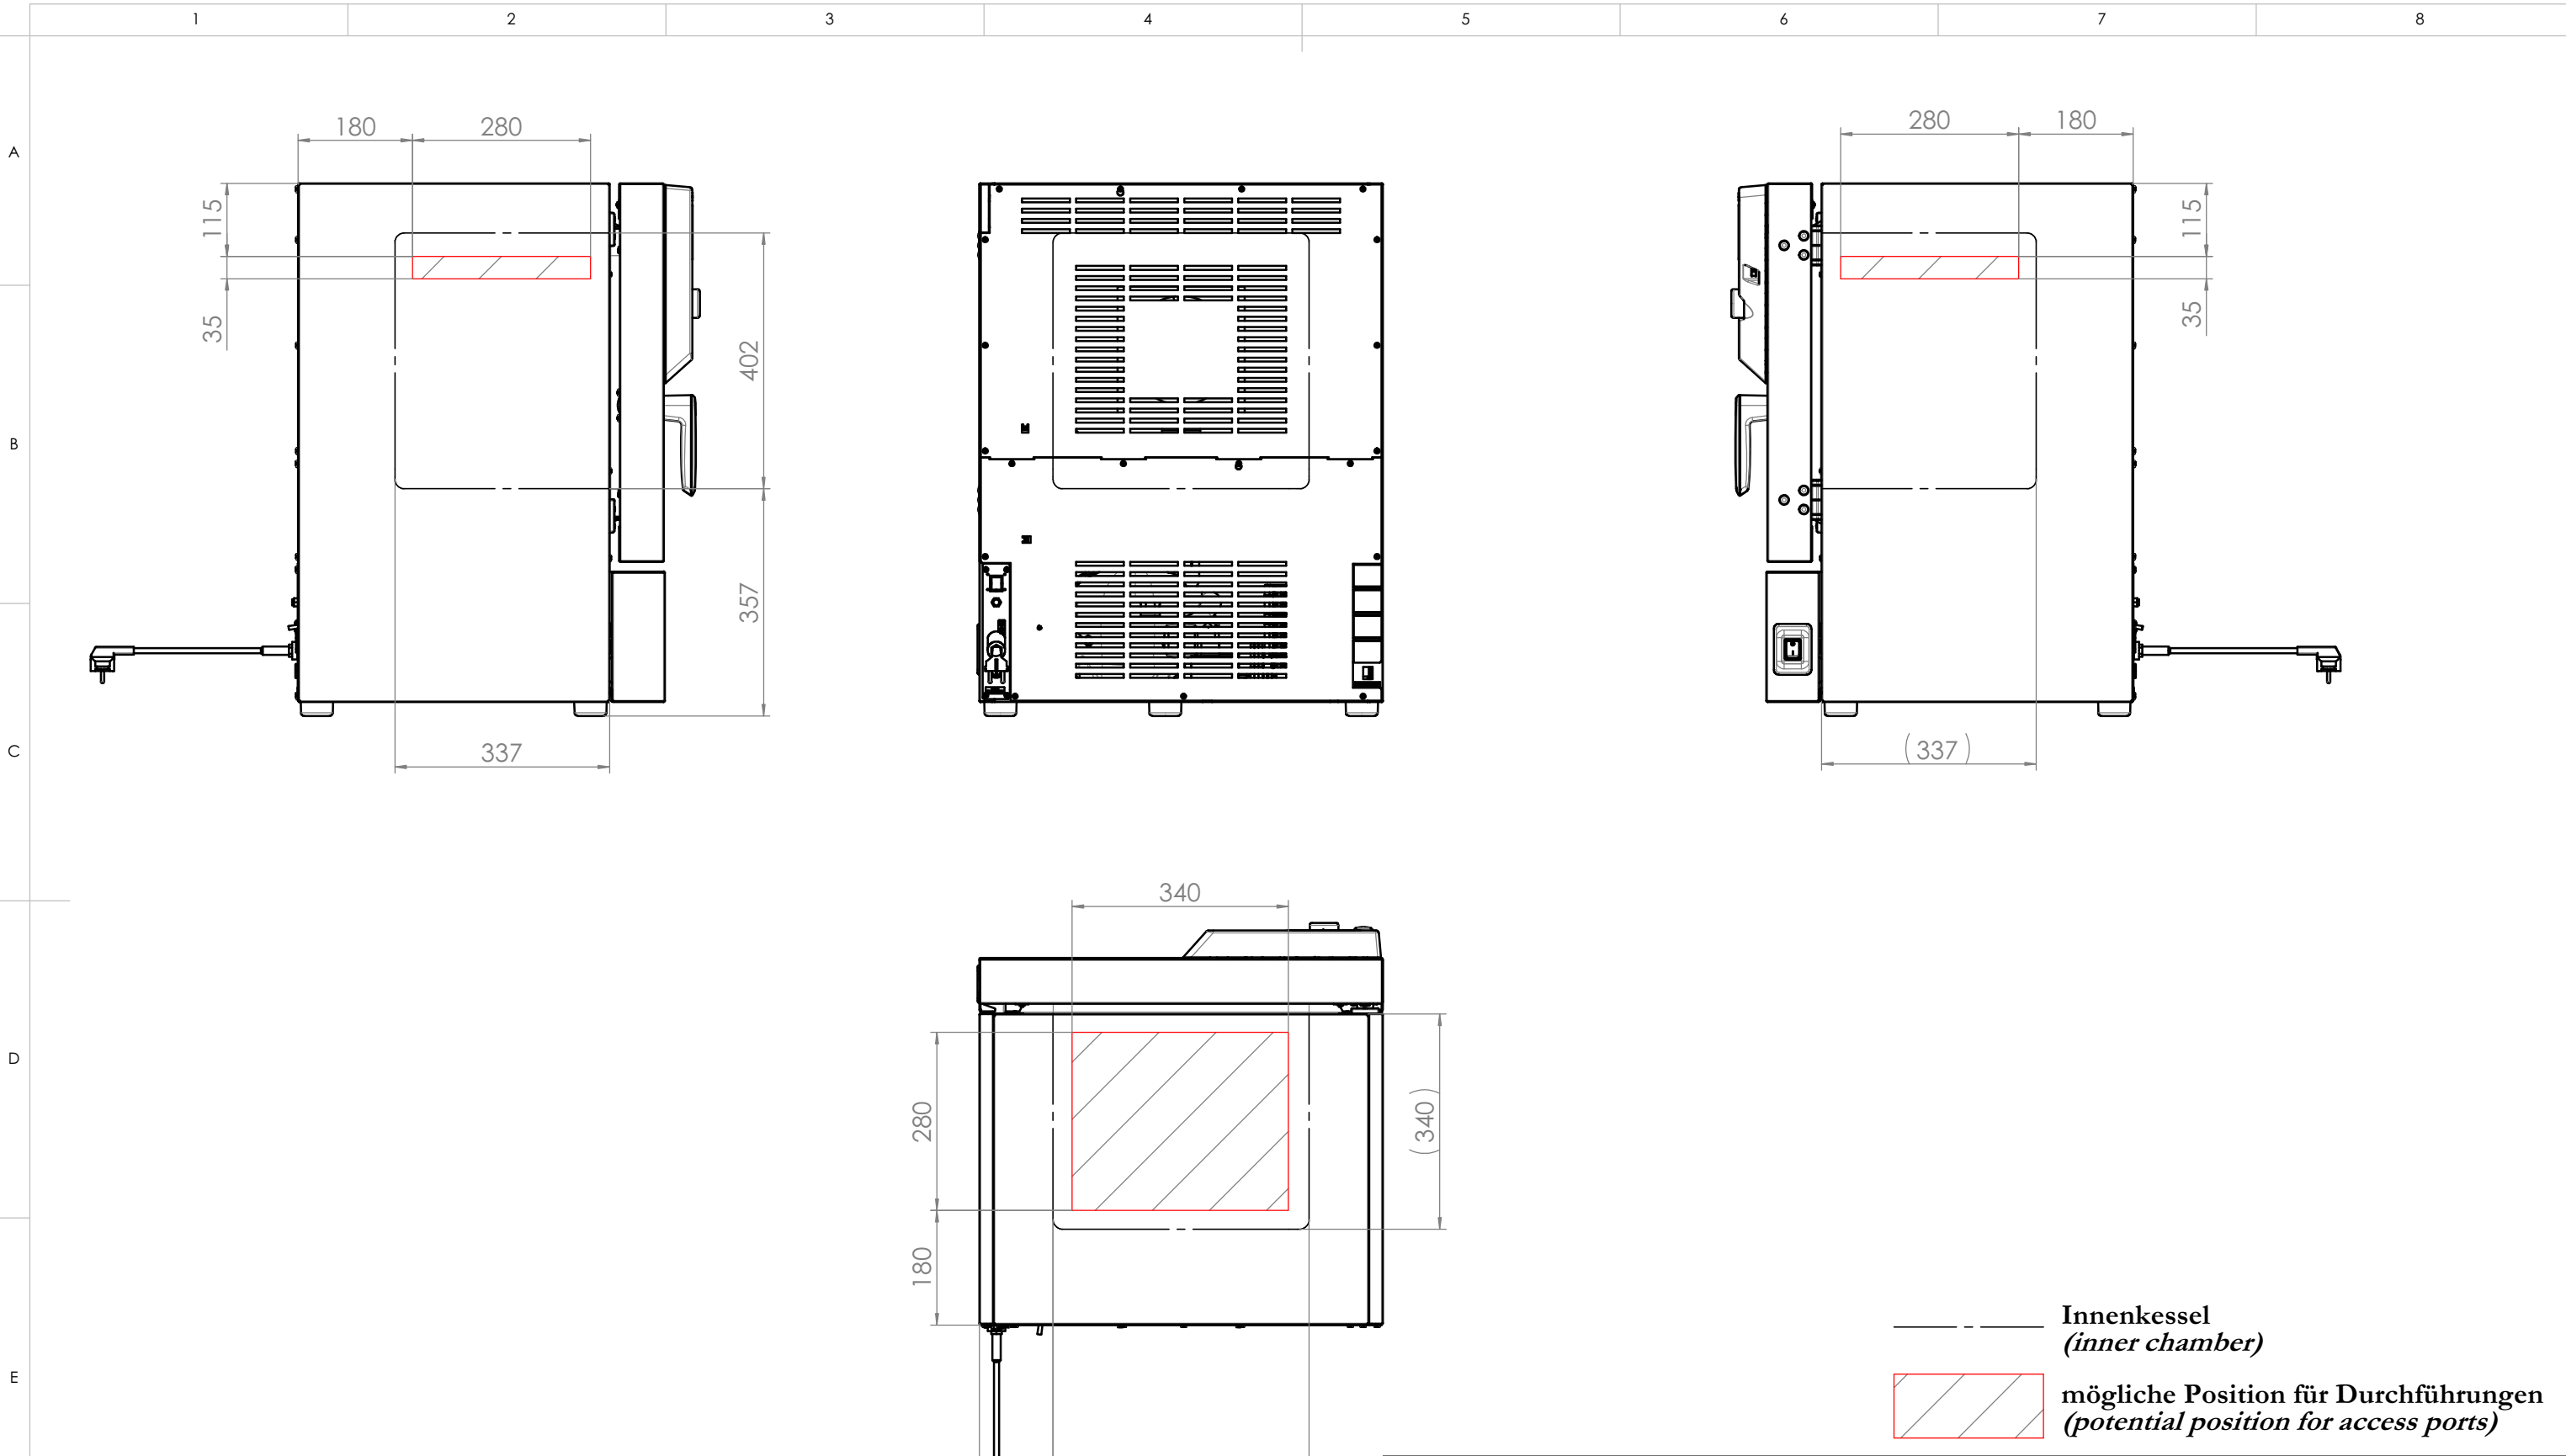 1 2 3 4 5 6 7 8
A
180 280
280 180
115
115
35
35
402
B
357
C
337
(337)
340
D
280
(340)
180
Innenkessel
(inner chamber)
E
mögliche Position für Durchführungen
(potential position for access ports)